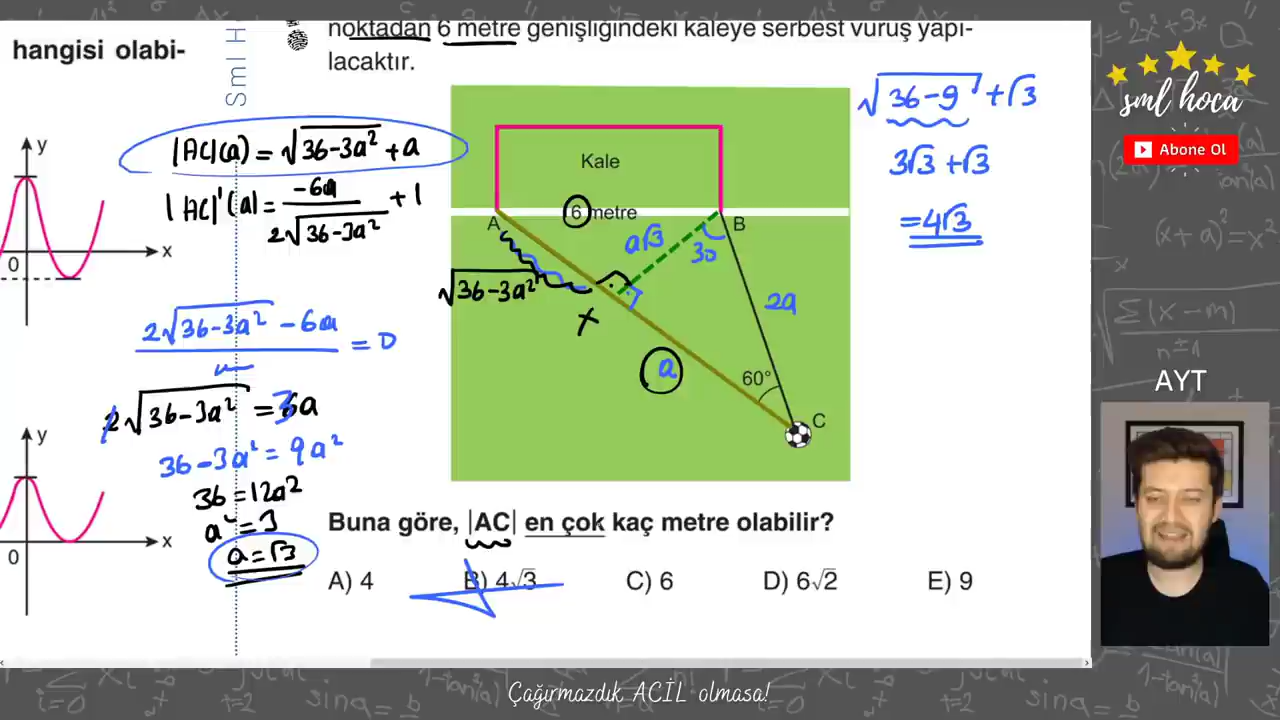 hangisi olabi-
Sml H
noktadan 6 metre genişliğindeki kaleye serbest vuruş yapı-
lacaktır.
|AC|(a) = √36-3a² + a
|AC|'(a) = -6a / 2√36-3a² + 1
2√36-3a² - 6a = 0
2√36-3a² = 6a
3
36-3a² = 9a²
36 = 12a²
a² = 3
a = √3
y
x
0
y
x
0
Kale
6 metre
A
B
a√3
30
√36-3a²
x
2a
a
60°
C
√36-9 + √3
3√3 + √3
= 4√3
Buna göre, |AC| en çok kaç metre olabilir?
A) 4 B) 4√3 C) 6 D) 6√2 E) 9
sml hoca
Abone Ol
AYT
(x + a)² = x²
Σ(x − m)
Çağırmazdık ACİL olmasa!